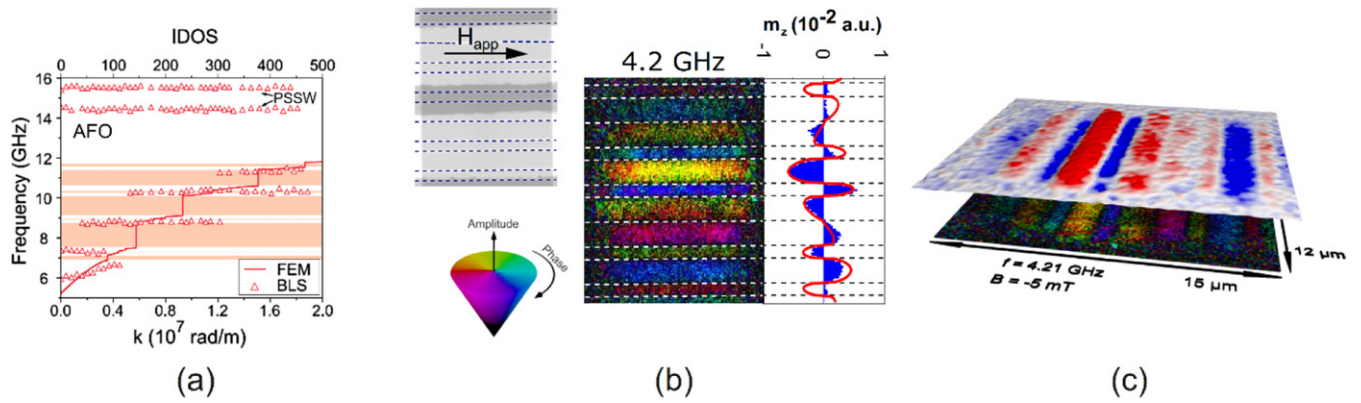 IDOS
0 100 200 300 400 500
16
14
12
10
8
6
Frequency (GHz)
PSSW
AFO
FEM
BLS
0.0 0.4 0.8 1.2 1.6 2.0
k (10⁷ rad/m)
(a)
H_app
4.2 GHz
m_z (10⁻² a.u.)
-1 0 1
Amplitude
Phase
(b)
f = 4.21 GHz
B = -5 mT
15 µm
12 µm
(c)